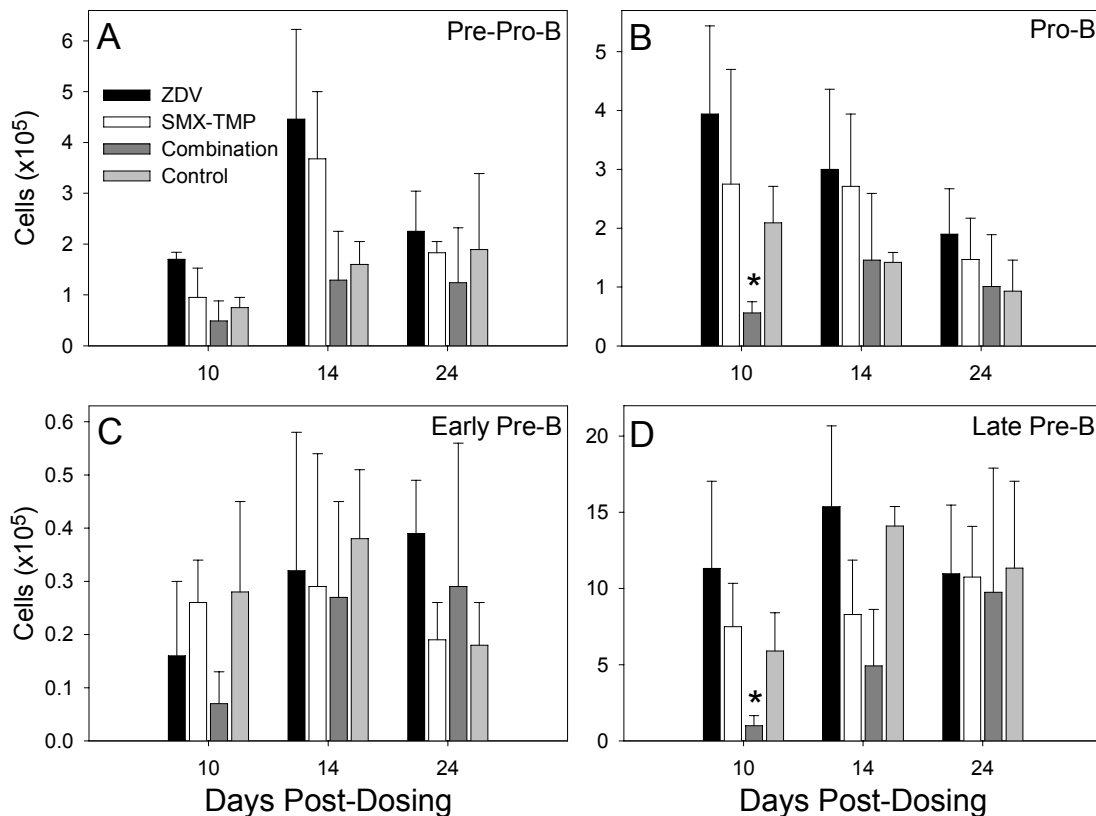 A
Pre-Pro-B
ZDV
SMX-TMP
Combination
Control
Cells (x10⁵)
6
5
4
3
2
1
0
10
14
24
B
Pro-B
5
4
3
2
1
0
*
10
14
24
C
Early Pre-B
Cells (x10⁵)
0.6
0.5
0.4
0.3
0.2
0.1
0.0
10
14
24
Days Post-Dosing
D
Late Pre-B
20
15
10
5
0
*
10
14
24
Days Post-Dosing